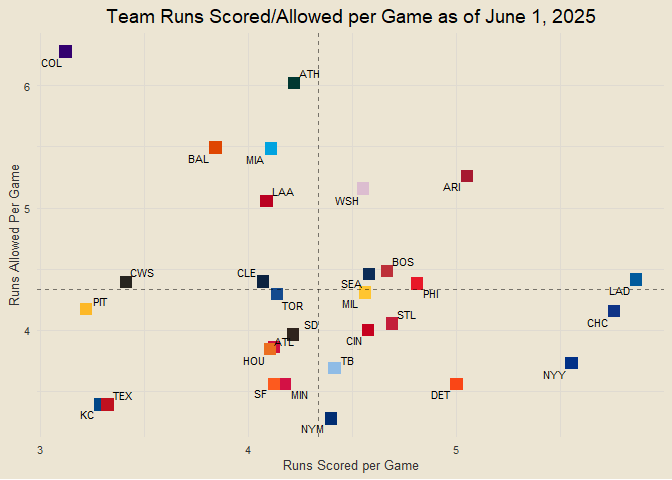 Team Runs Scored/Allowed per Game as of June 1, 2025
COL
ATH
6
BAL
MIA
ARI
LAA
WSH
5
Runs Allowed Per Game
CWS
CLE
BOS
SEA
LAD
PIT
TOR
MIL
PHI
CHC
SD
STL
4
ATL
CIN
HOU
TB
NYY
SF
MIN
DET
TEX
KC
NYM
3
4
5
Runs Scored per Game